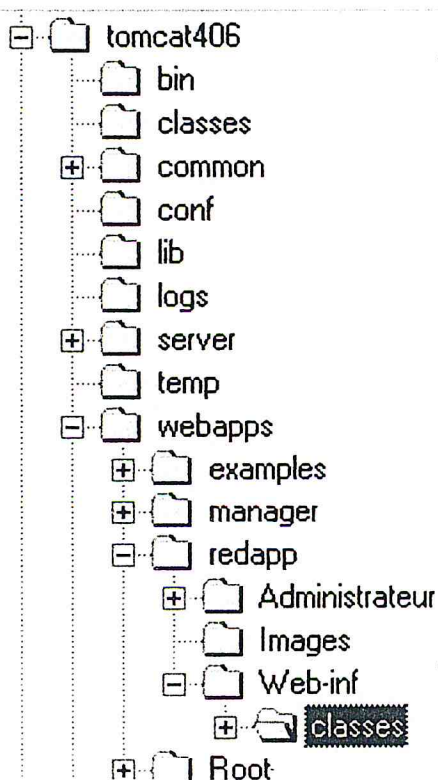 tomcat406
bin
classes
common
conf
lib
logs
server
temp
webapps
examples
manager
redapp
Administrateur
Images
Web-inf
classes
Root